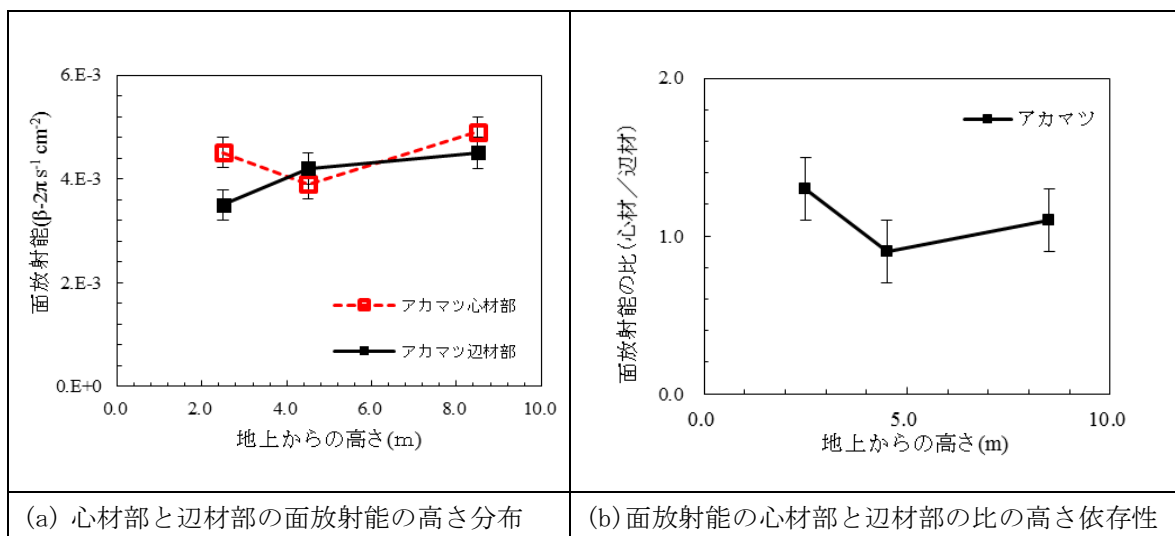 6.E-3
4.E-3
2.E-3
0.E+0
面放射能(β-2π s⁻¹ cm⁻²)
アカマツ心材部
アカマツ辺材部
0.0 2.0 4.0 6.0 8.0 10.0
地上からの高さ(m)
(a) 心材部と辺材部の面放射能の高さ分布
2.0
1.0
0.0
面放射能の比(心材/辺材)
アカマツ
0.0 5.0 10.0
地上からの高さ(m)
(b)面放射能の心材部と辺材部の比の高さ依存性